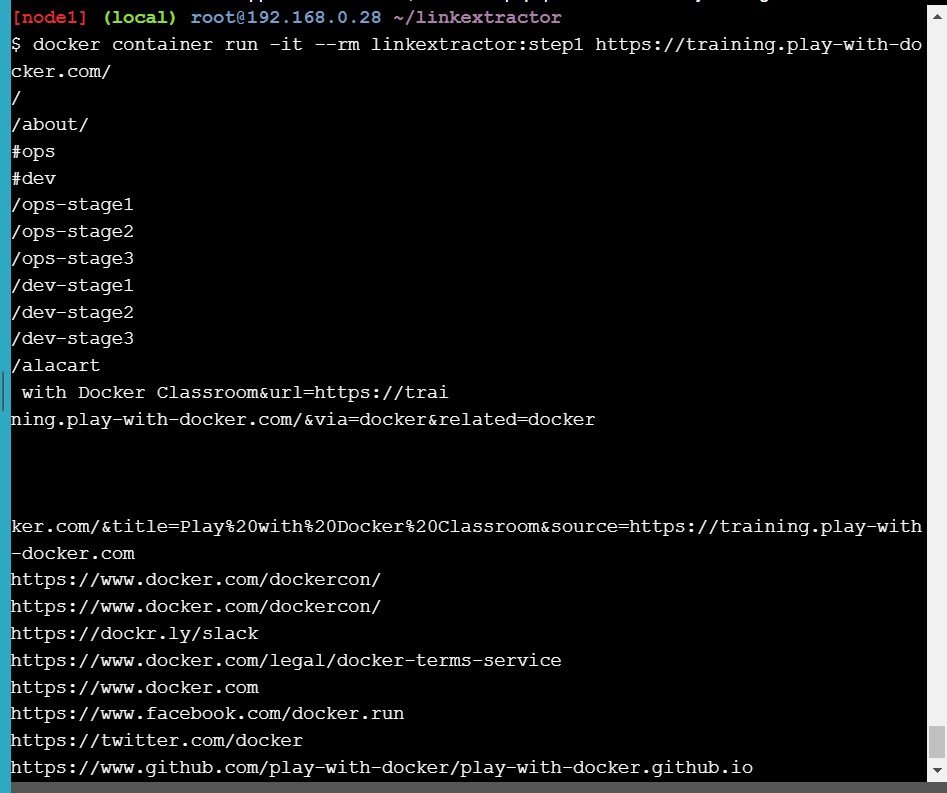 [node1] (local) root@192.168.0.28 ~/linkextractor
$ docker container run -it --rm linkextractor:step1 https://training.play-with-do
cker.com/
/
/about/
#ops
#dev
/ops-stage1
/ops-stage2
/ops-stage3
/dev-stage1
/dev-stage2
/dev-stage3
/alacart
with Docker Classroom&url=https://trai
ning.play-with-docker.com/&via=docker&related=docker
ker.com/&title=Play%20with%20Docker%20Classroom&source=https://training.play-with
-docker.com
https://www.docker.com/dockercon/
https://www.docker.com/dockercon/
https://dockr.ly/slack
https://www.docker.com/legal/docker-terms-service
https://www.docker.com
https://www.facebook.com/docker.run
https://twitter.com/docker
https://www.github.com/play-with-docker/play-with-docker.github.io